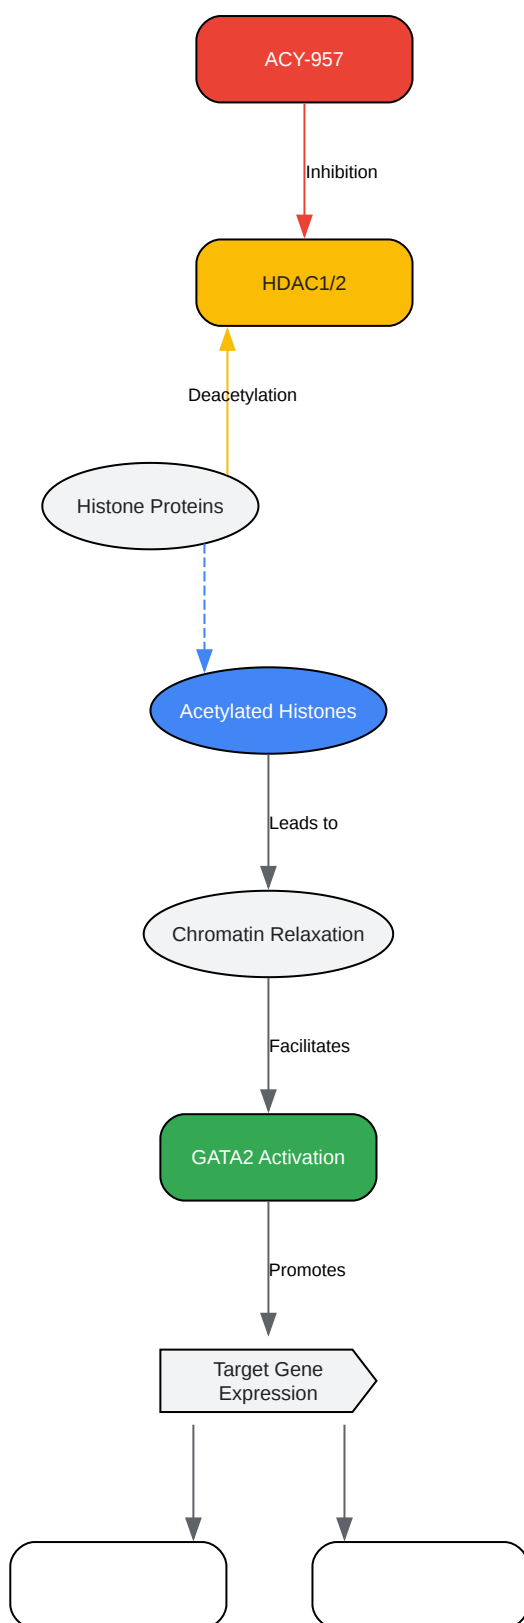 ACY-957
Inhibition
HDAC1/2
Deacetylation
Histone Proteins
Acetylated Histones
Leads to
Chromatin Relaxation
Facilitates
GATA2 Activation
Promotes
Target Gene
Expression